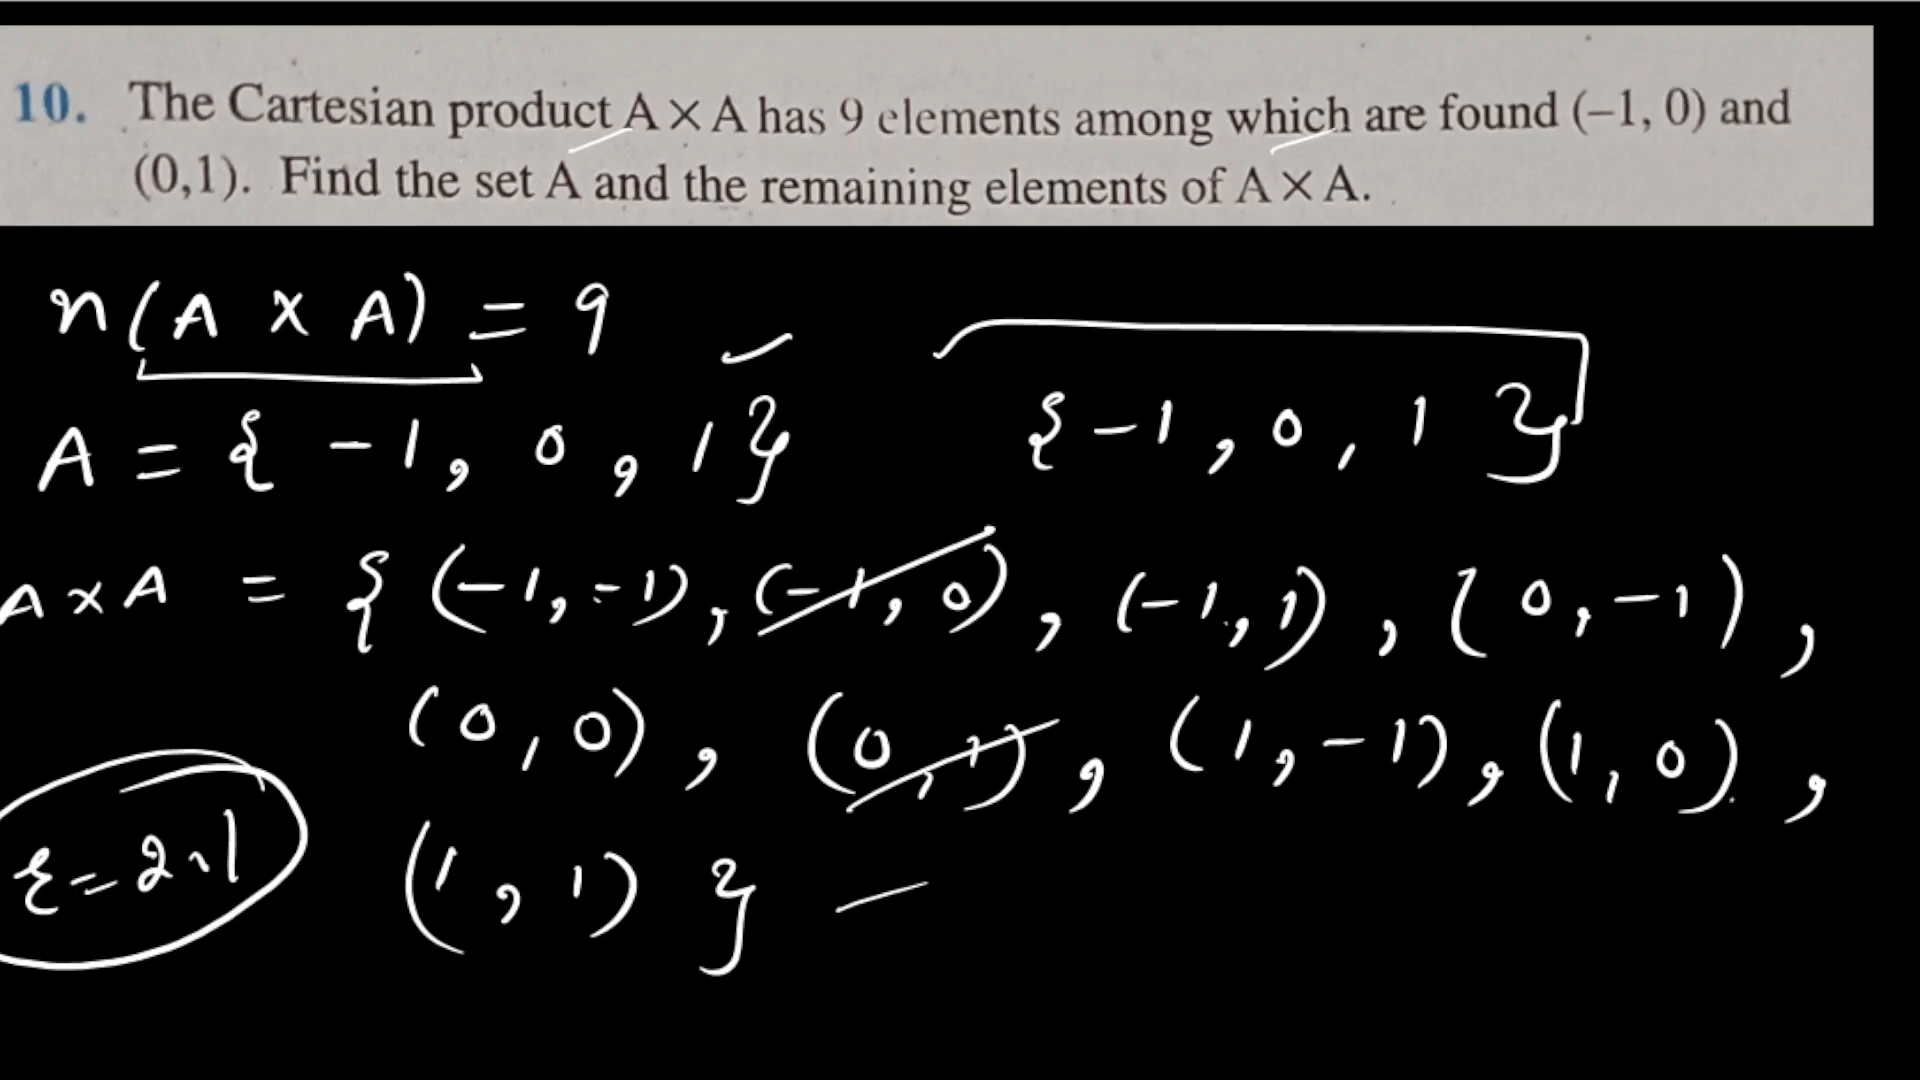 10. The Cartesian product A × A has 9 elements among which are found (–1, 0) and
(0,1). Find the set A and the remaining elements of A × A.
n(A × A) = 9
A = { -1, 0, 1} {-1, 0, 1}
A×A = { (-1, -1), (-1, 0), (-1, 1), (0, -1),
(0, 0), (0, 1), (1, -1), (1, 0),
(1, 1) }